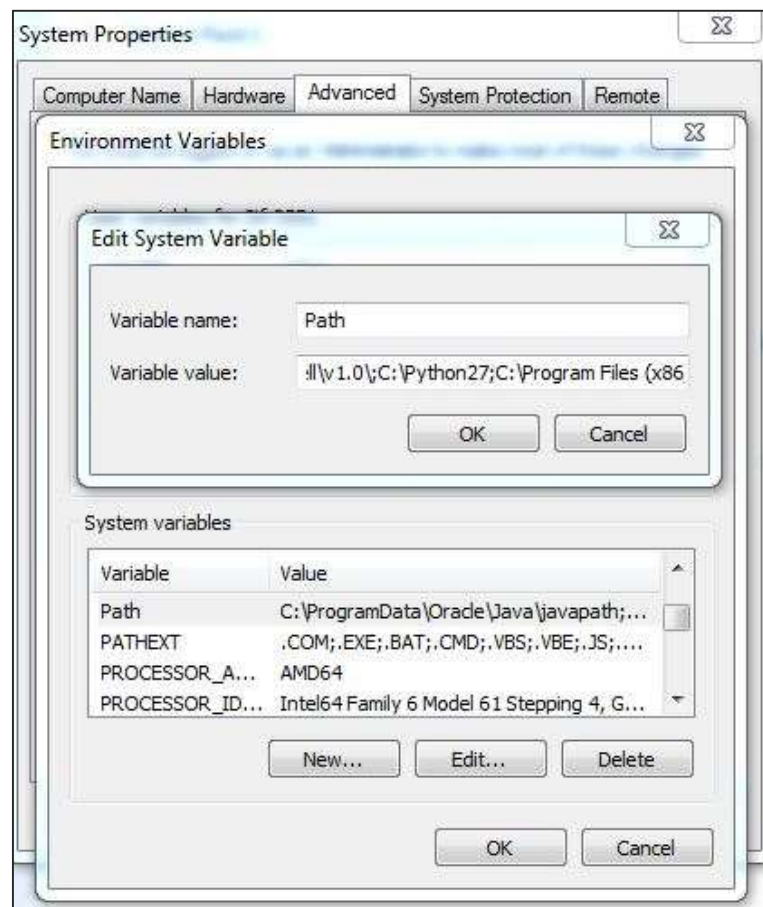 System Properties
Computer Name Hardware Advanced System Protection Remote
Environment Variables
Edit System Variable
Variable name: Path
Variable value: :ll\v1.0\;C:\Python27;C:\Program Files (x86
OK Cancel
System variables
Variable Value
Path C:\ProgramData\Oracle\Java\javapath;...
PATHEXT .COM;.EXE;.BAT;.CMD;.VBS;.VBE;.JS;....
PROCESSOR_A... AMD64
PROCESSOR_ID... Intel64 Family 6 Model 61 Stepping 4, G...
New... Edit... Delete
OK Cancel